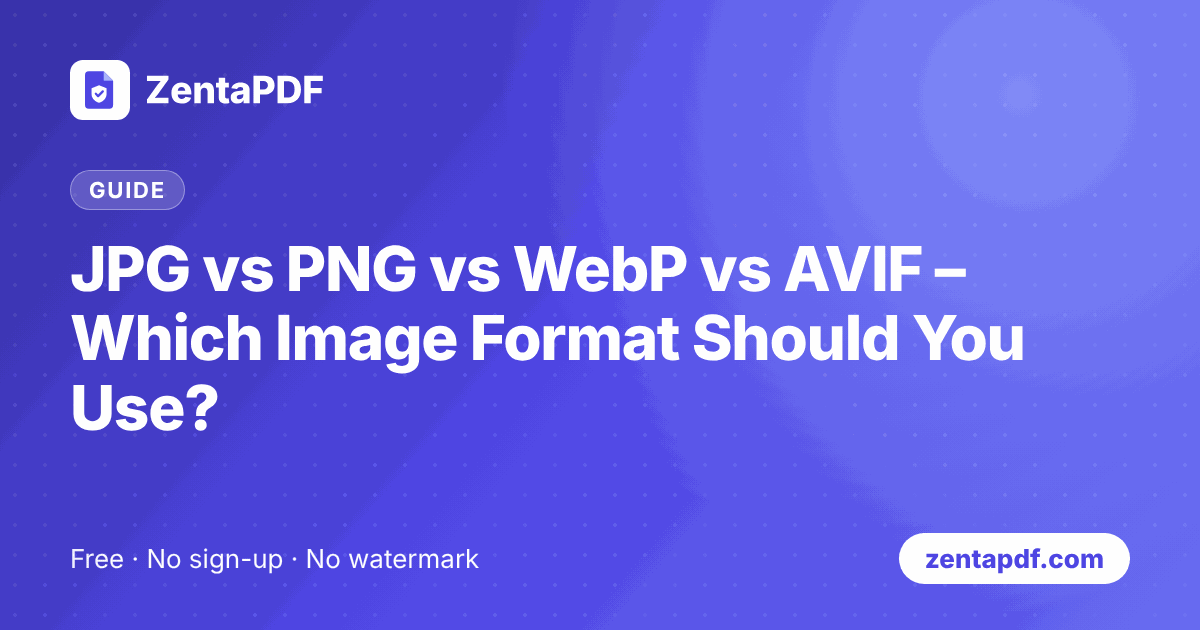 ZentaPDF
GUIDE
JPG vs PNG vs WebP vs AVIF –
Which Image Format Should You
Use?
Free · No sign-up · No watermark
zentapdf.com